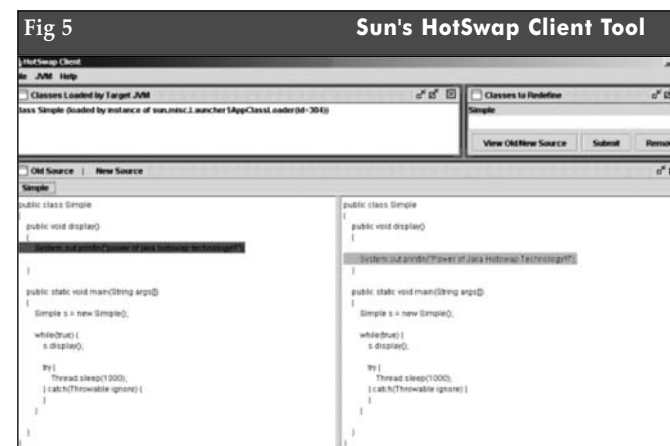 Fig 5 Sun's HotSwap Client Tool
HotSwap Client
le JVM Help
Classes Loaded by Target JVM
Classes to Redefine
lass Simple (loaded by instance of sun.misc.Launcher$AppClassLoader(id=304))
Simple
View Old/New Source Submit Remov
Old Source | New Source
Simple
public class Simple
{
public void display()
{
System.out.println("power of java hotswap technology!!!");
}
public static void main(String args[])
{
Simple s = new Simple();
while(true) {
s.display();
try {
Thread.sleep(1000);
} catch(Throwable ignore) {
}
}
}
}
public class Simple
{
public void display()
{
System.out.println("Power of Java Hotswap Technology!!!");
}
public static void main(String args[])
{
Simple s = new Simple();
while(true) {
s.display();
try {
Thread.sleep(1000);
} catch(Throwable ignore) {
}
}
}
}